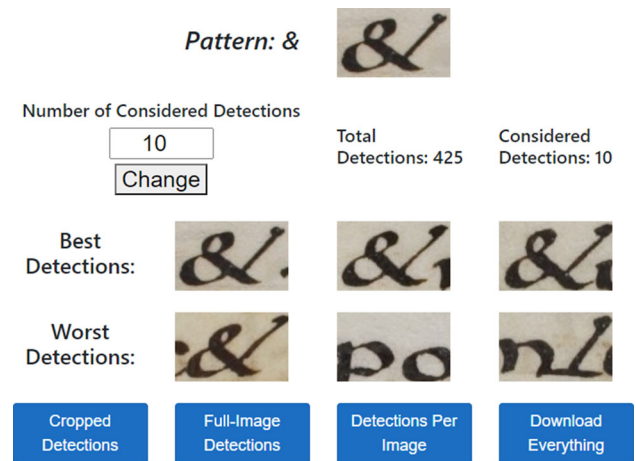 Pattern: &
&
Number of Considered Detections
10
Change
Total
Detections: 425
Considered
Detections: 10
Best
Detections:
&
&
&
Worst
Detections:
&
po
Cropped
Detections
Full-Image
Detections
Detections Per
Image
Download
Everything